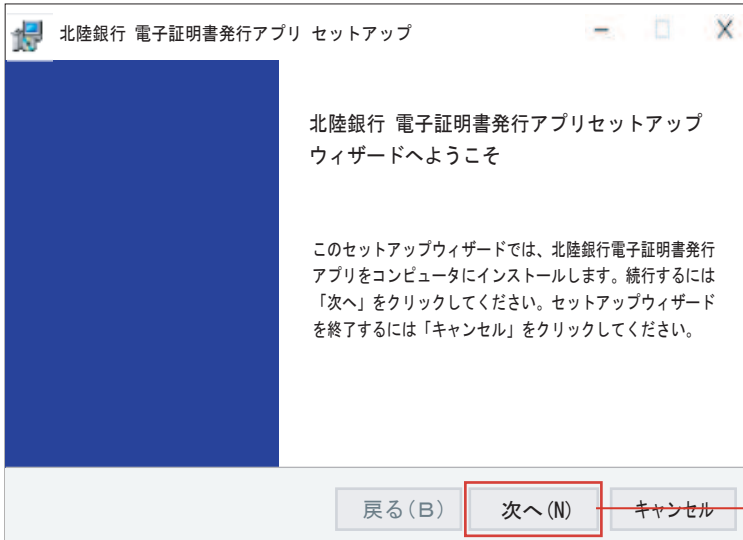 北陸銀行 電子証明書発行アプリ セットアップ
北陸銀行 電子証明書発行アプリセットアップ
ウィザードへようこそ
このセットアップウィザードでは、北陸銀行電子証明書発行
アプリをコンピュータにインストールします。続行するには
「次へ」をクリックしてください。セットアップウィザード
を終了するには「キャンセル」をクリックしてください。
戻る(B) 次へ(N) キャンセル